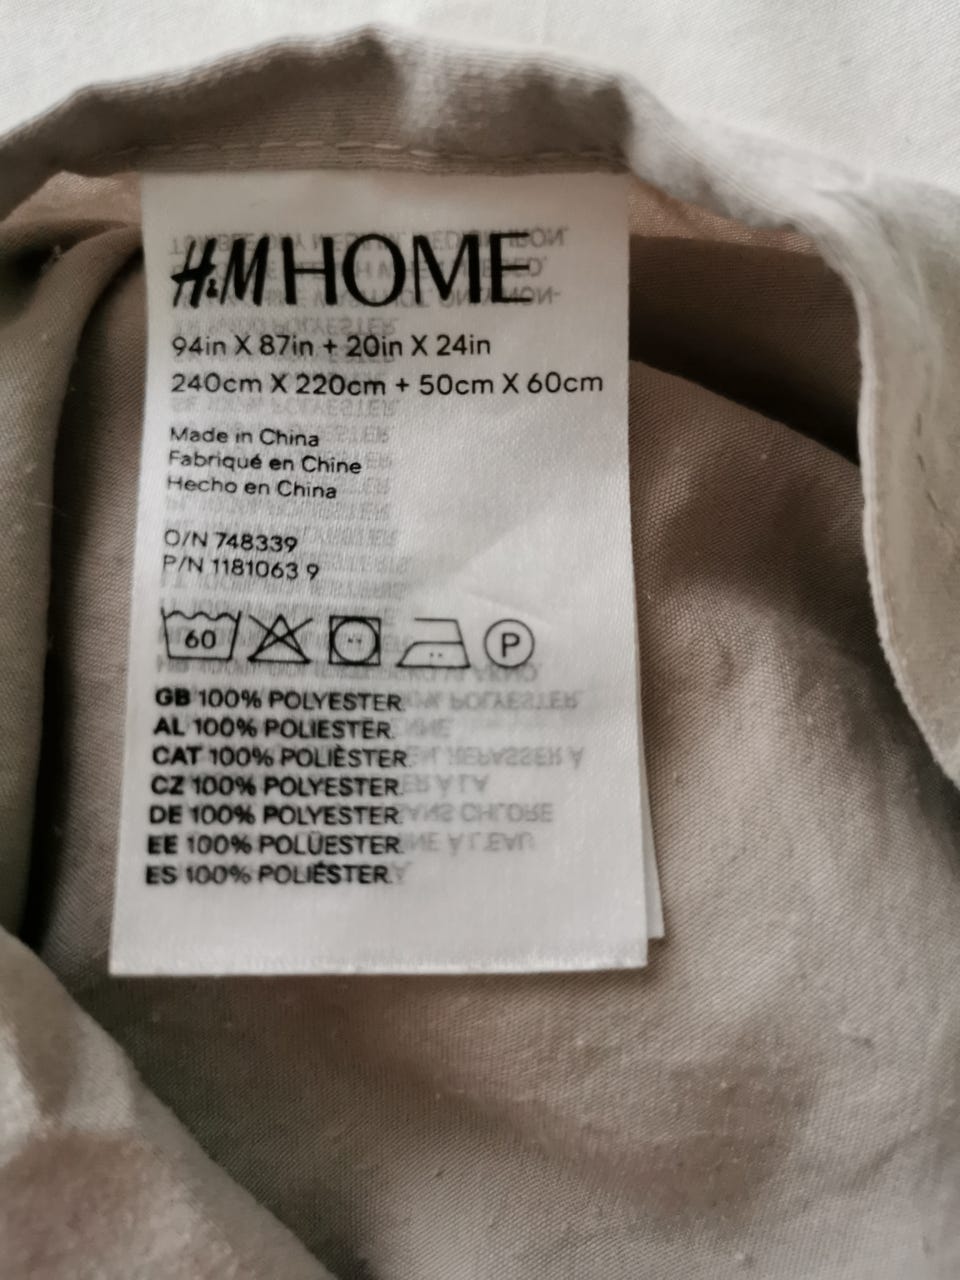 H&M HOME
94in X 87in + 20in X 24in
240cm X 220cm + 50cm X 60cm
Made in China
Fabriqué en Chine
Hecho en China
O/N 748339
P/N 1181063 9
60
P
GB 100% POLYESTER.
AL 100% POLIESTER.
CAT 100% POLIÈSTER.
CZ 100% POLYESTER.
DE 100% POLYESTER.
EE 100% POLÜESTER.
ES 100% POLIÉSTER.